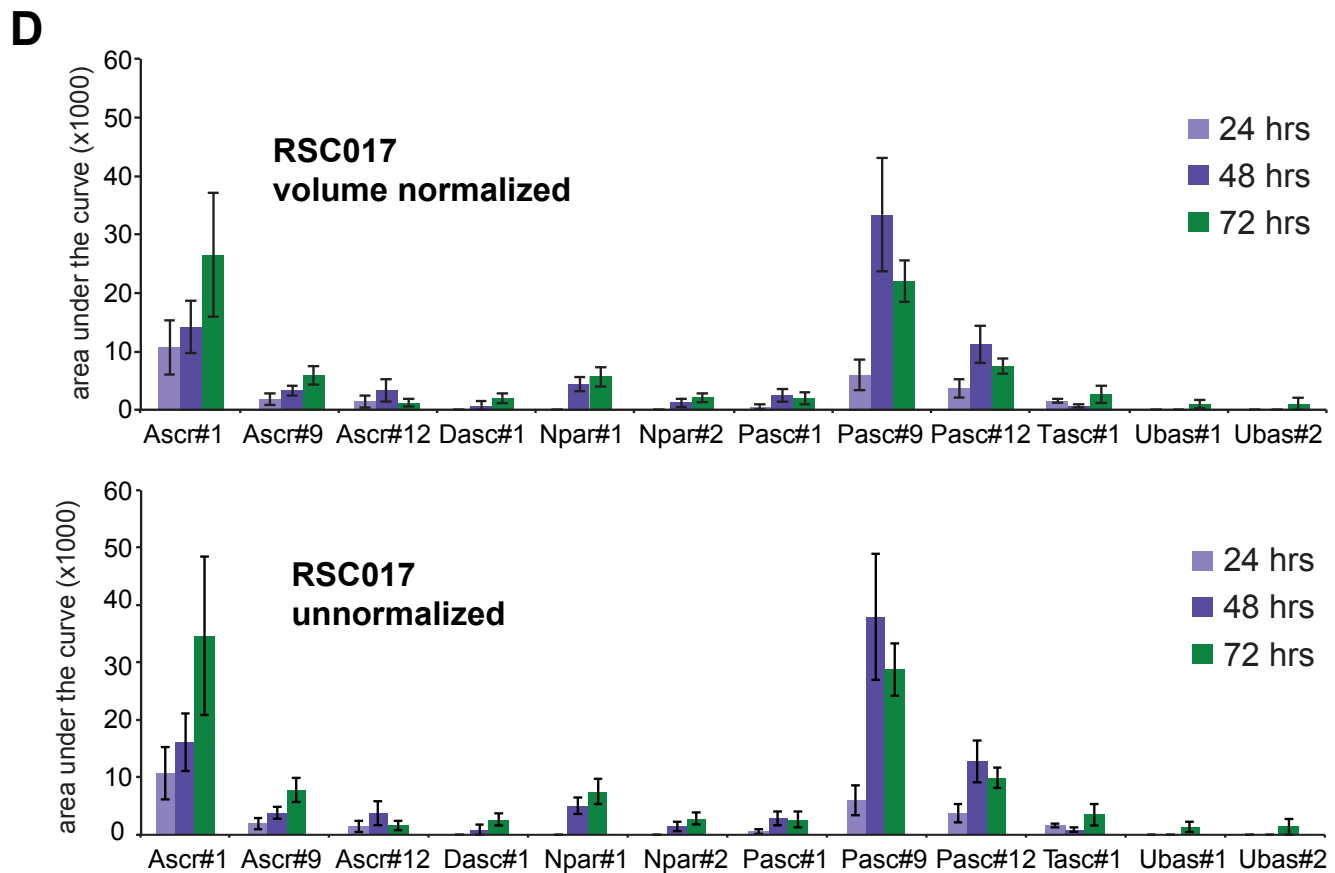 D
area under the curve (x1000)
60
50
40
30
20
10
0
RSC017
volume normalized
24 hrs
48 hrs
72 hrs
Ascr#1 Ascr#9 Ascr#12 Dasc#1 Npar#1 Npar#2 Pasc#1 Pasc#9 Pasc#12 Tasc#1 Ubas#1 Ubas#2
area under the curve (x1000)
60
50
40
30
20
10
0
RSC017
unnormalized
24 hrs
48 hrs
72 hrs
Ascr#1 Ascr#9 Ascr#12 Dasc#1 Npar#1 Npar#2 Pasc#1 Pasc#9 Pasc#12 Tasc#1 Ubas#1 Ubas#2